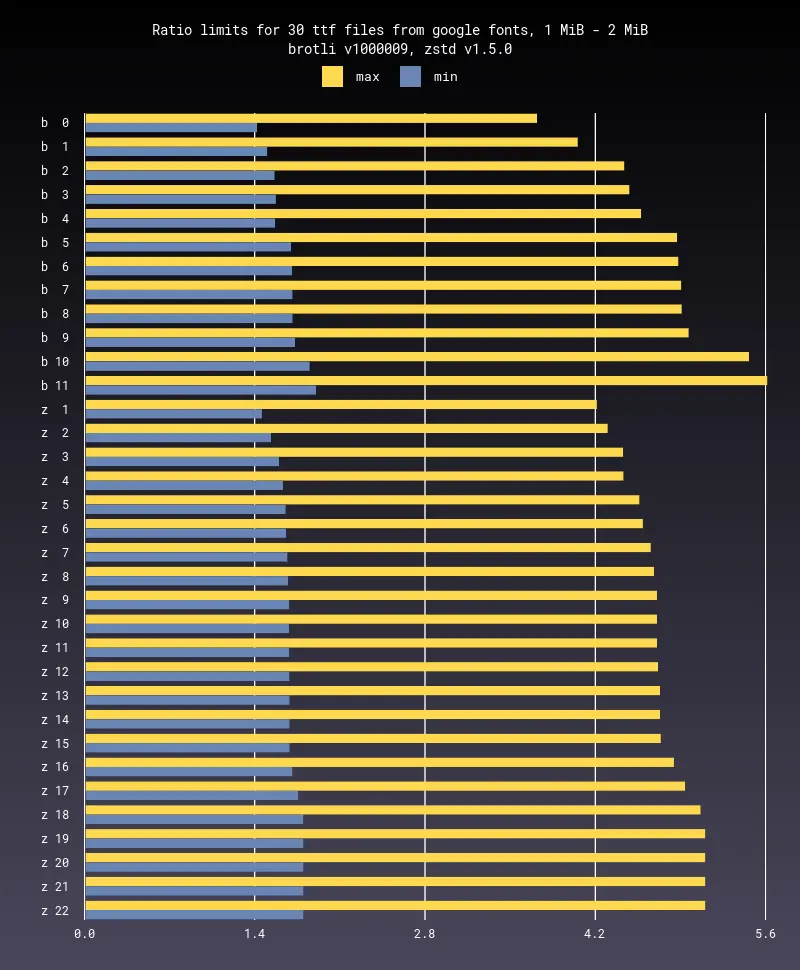 Ratio limits for 30 ttf files from google fonts, 1 MiB - 2 MiB
brotli v1000009, zstd v1.5.0
max min
b 0
b 1
b 2
b 3
b 4
b 5
b 6
b 7
b 8
b 9
b 10
b 11
z 1
z 2
z 3
z 4
z 5
z 6
z 7
z 8
z 9
z 10
z 11
z 12
z 13
z 14
z 15
z 16
z 17
z 18
z 19
z 20
z 21
z 22
0.0 1.4 2.8 4.2 5.6